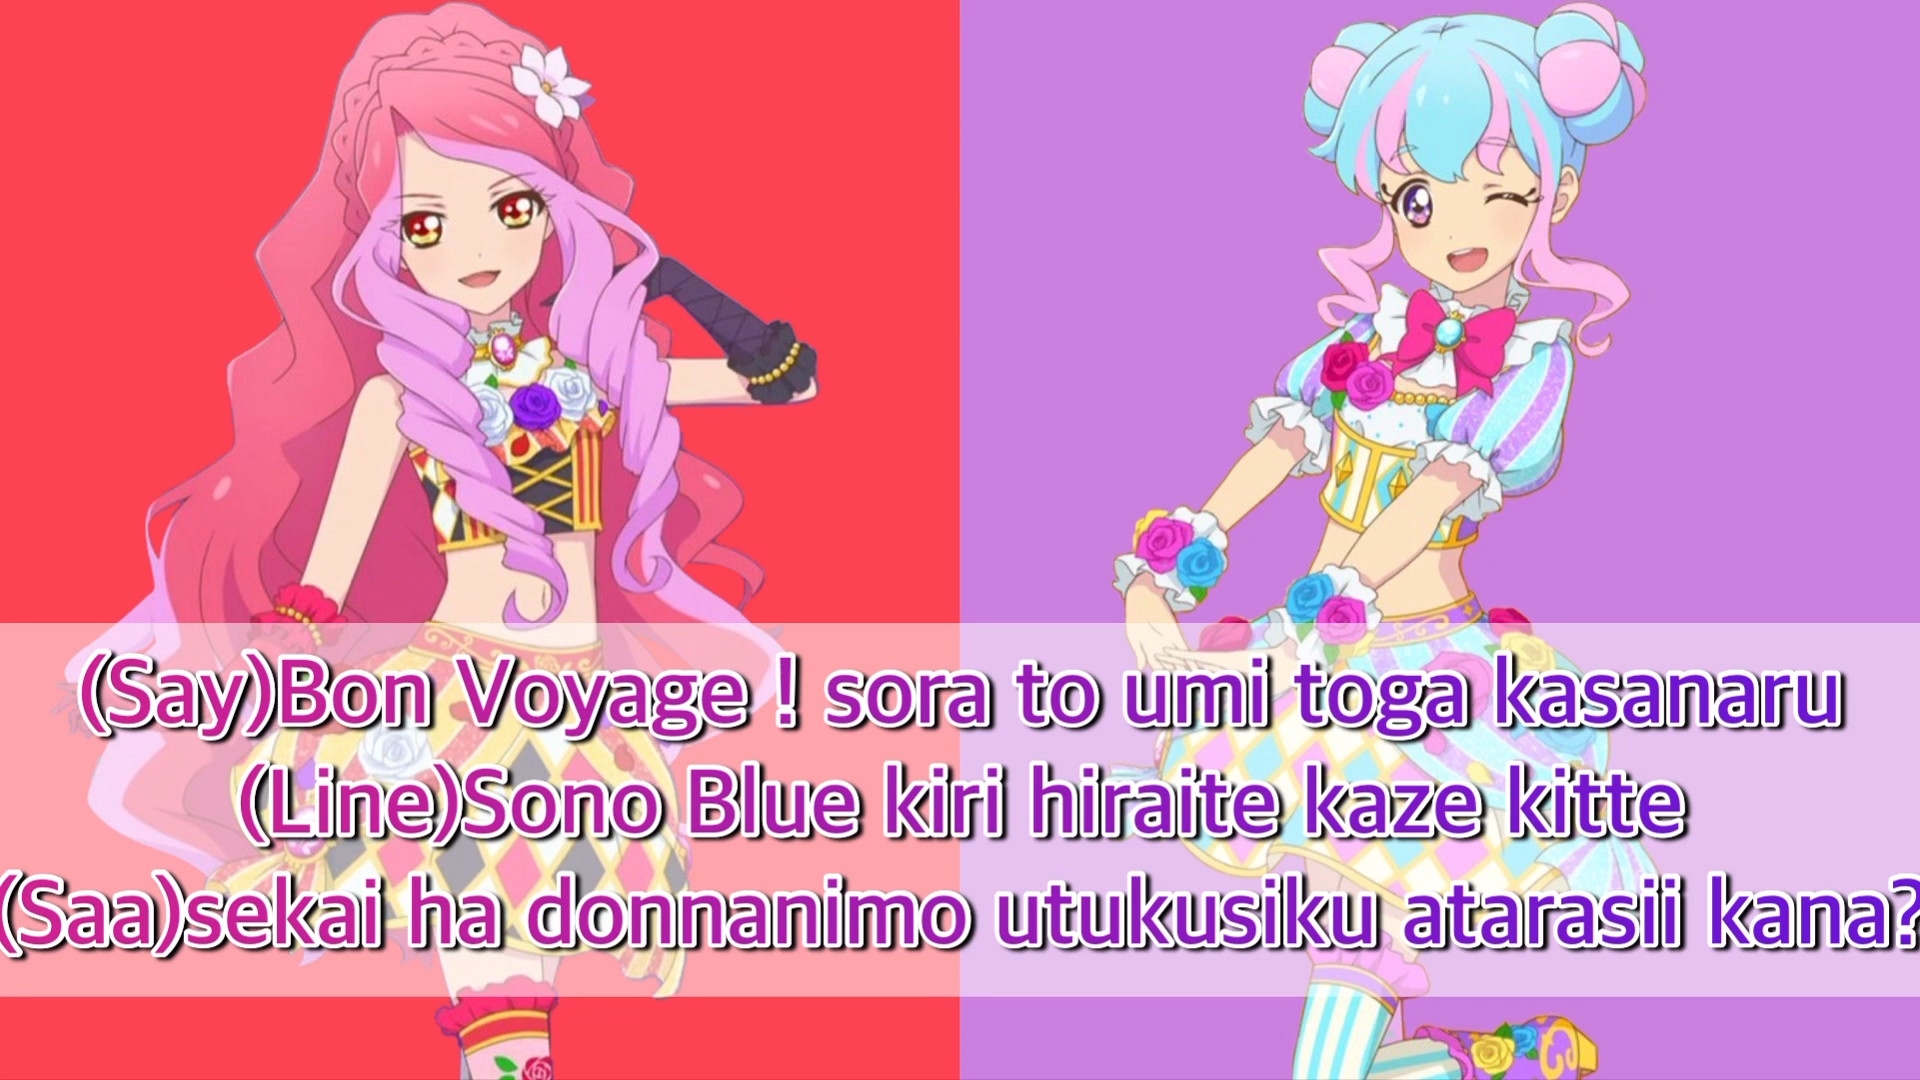 (Say)Bon Voyage ! sora to umi toga kasanaru
(Line)Sono Blue kiri hiraite kaze kitte
(Saa)sekai ha donnanimo utukusiku atarasii kana?